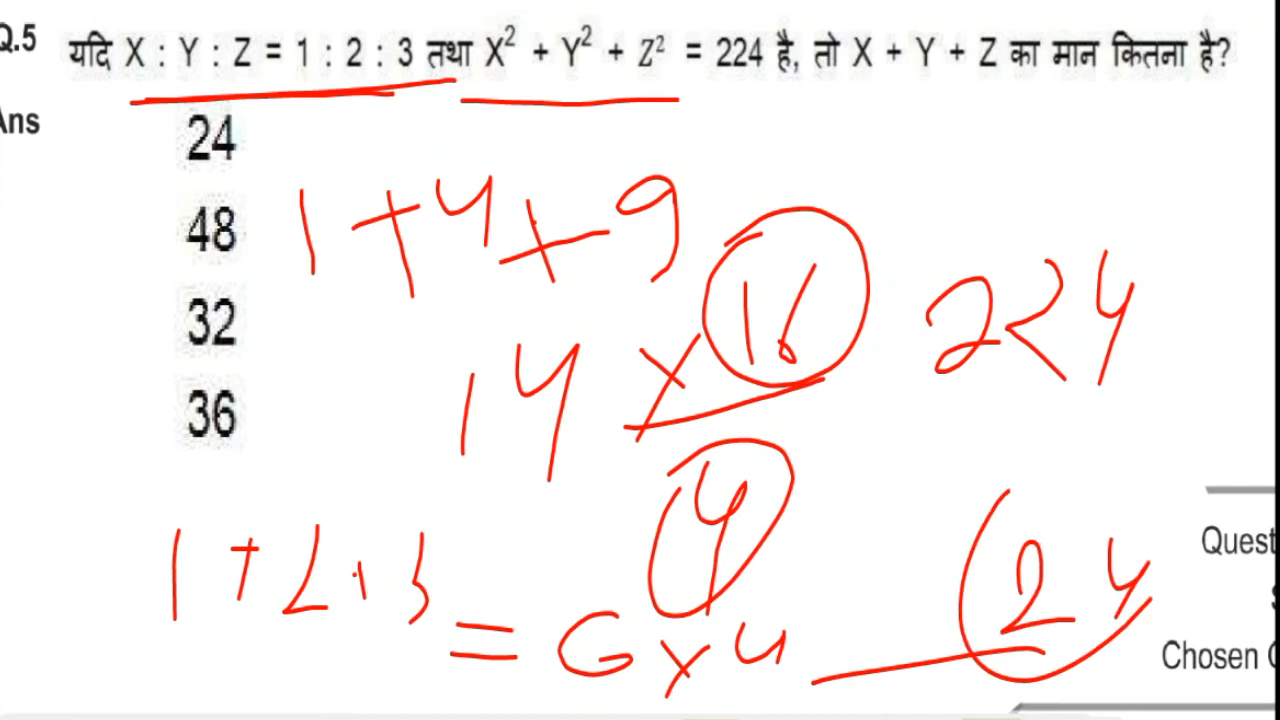 Q.5 यदि X : Y : Z = 1 : 2 : 3 तथा X² + Y² + Z² = 224 है, तो X + Y + Z का मान कितना है?
Ans
24
48
32
36
1 + 4 + 9
14 × 16 224
4
1 + 2 + 3 = 6 × 4 24
Quest
Chosen